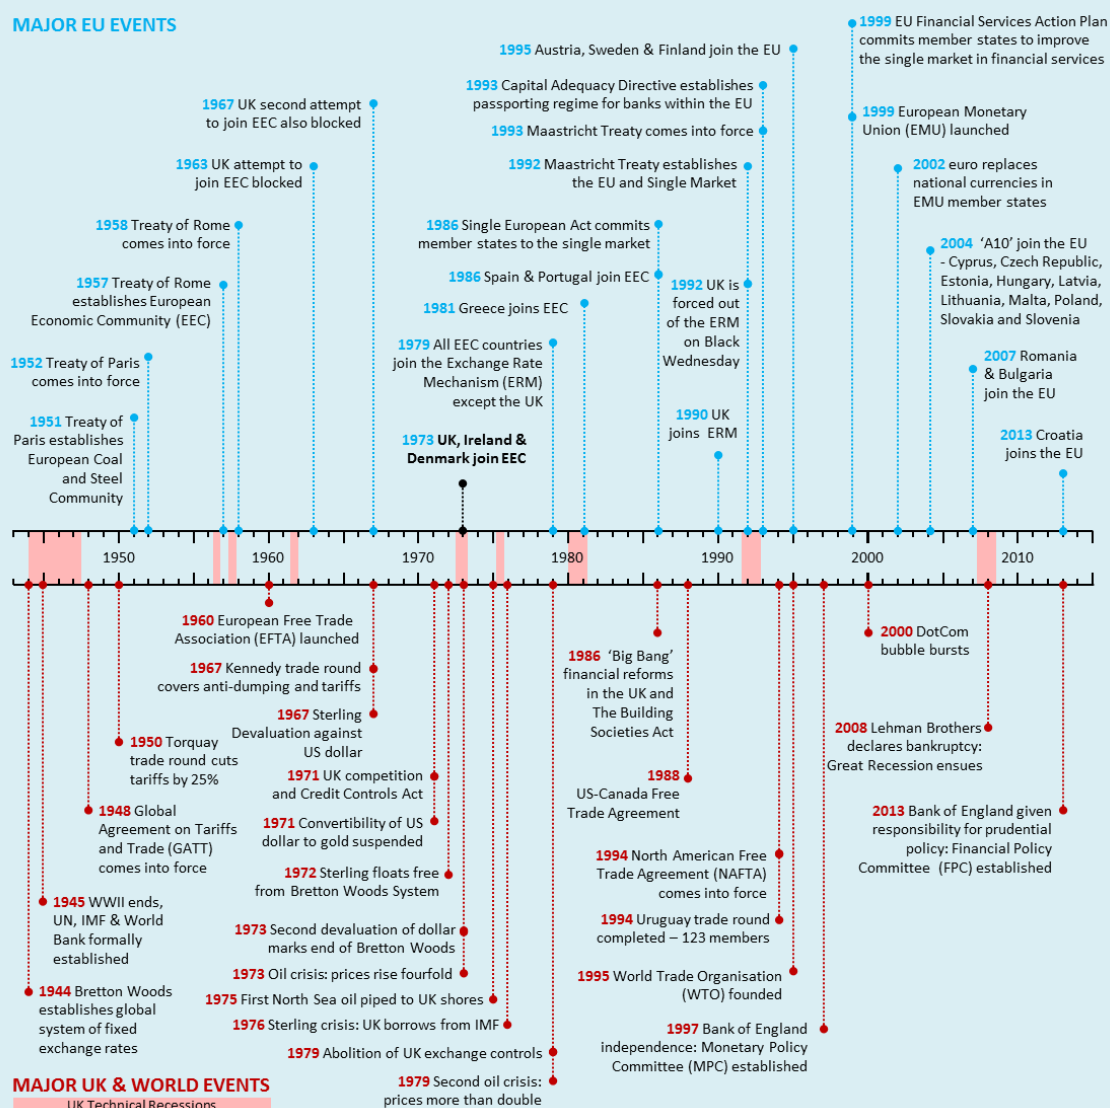 MAJOR EU EVENTS
1999 EU Financial Services Action Plan
commits member states to improve
the single market in financial services
1995 Austria, Sweden & Finland join the EU
1993 Capital Adequacy Directive establishes
passporting regime for banks within the EU
1967 UK second attempt
to join EEC also blocked
1999 European Monetary
Union (EMU) launched
1993 Maastricht Treaty comes into force
1963 UK attempt to
join EEC blocked
1992 Maastricht Treaty establishes
the EU and Single Market
2002 euro replaces
national currencies in
EMU member states
1958 Treaty of Rome
comes into force
1986 Single European Act commits
member states to the single market
2004 ‘A10’ join the EU
- Cyprus, Czech Republic,
Estonia, Hungary, Latvia,
Lithuania, Malta, Poland,
Slovakia and Slovenia
1957 Treaty of Rome
establishes European
Economic Community (EEC)
1986 Spain & Portugal join EEC
1992 UK is
forced out
of the ERM
on Black
Wednesday
1981 Greece joins EEC
1979 All EEC countries
join the Exchange Rate
Mechanism (ERM)
except the UK
1952 Treaty of Paris
comes into force
2007 Romania
& Bulgaria
join the EU
1951 Treaty of
Paris establishes
European Coal
and Steel
Community
1973 UK, Ireland &
Denmark join EEC
1990 UK
joins ERM
2013 Croatia
joins the EU
1950 1960 1970 1980 1990 2000 2010
1960 European Free Trade
Association (EFTA) launched
2000 DotCom
bubble bursts
1967 Kennedy trade round
covers anti-dumping and tariffs
1986 ‘Big Bang’
financial reforms
in the UK and
The Building
Societies Act
1967 Sterling
Devaluation against
US dollar
1950 Torquay
trade round cuts
tariffs by 25%
2008 Lehman Brothers
declares bankruptcy:
Great Recession ensues
1971 UK competition
and Credit Controls Act
1988
US-Canada Free
Trade Agreement
1948 Global
Agreement on Tariffs
and Trade (GATT)
comes into force
1971 Convertibility of US
dollar to gold suspended
2013 Bank of England given
responsibility for prudential
policy: Financial Policy
Committee (FPC) established
1972 Sterling floats free
from Bretton Woods System
1994 North American Free
Trade Agreement (NAFTA)
comes into force
1945 WWII ends,
UN, IMF & World
Bank formally
established
1973 Second devaluation of dollar
marks end of Bretton Woods
1994 Uruguay trade round
completed – 123 members
1973 Oil crisis: prices rise fourfold
1995 World Trade Organisation
(WTO) founded
1944 Bretton Woods
establishes global
system of fixed
exchange rates
1975 First North Sea oil piped to UK shores
1976 Sterling crisis: UK borrows from IMF
1997 Bank of England
independence: Monetary Policy
Committee (MPC) established
1979 Abolition of UK exchange controls
1979 Second oil crisis:
prices more than double
MAJOR UK & WORLD EVENTS
UK Technical Recessions